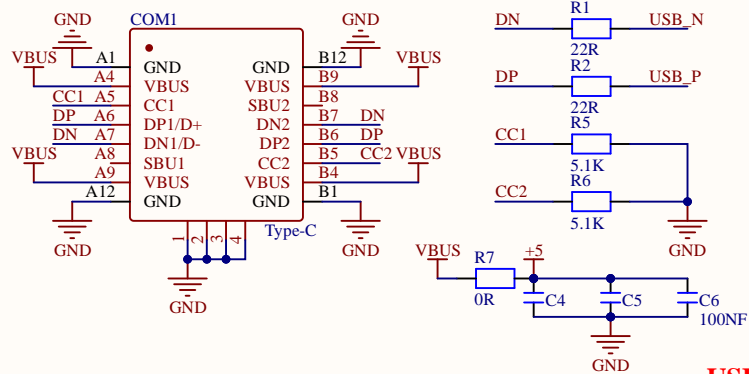 COM1
GND
GND
VBUS
A1
GND
GND
B12
VBUS
A4
VBUS
VBUS
B9
CC1
A5
CC1
SBU2
B8
DP
A6
DP1/D+
DN2
B7
DN
DN
A7
DN1/D-
DP2
B6
DP
VBUS
A8
SBU1
CC2
B5
CC2
VBUS
A9
VBUS
VBUS
B4
A12
GND
GND
B1
GND
1
2
3
4
Type-C
GND
GND
R1
DN
USB_N
22R
R2
DP
USB_P
22R
R5
CC1
5.1K
R6
CC2
5.1K
GND
VBUS
R7
+5
0R
C4
C5
C6
100NF
GND